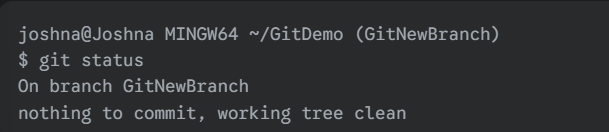 joshna@Joshna MINGW64 ~/GitDemo (GitNewBranch)
$ git status
On branch GitNewBranch
nothing to commit, working tree clean